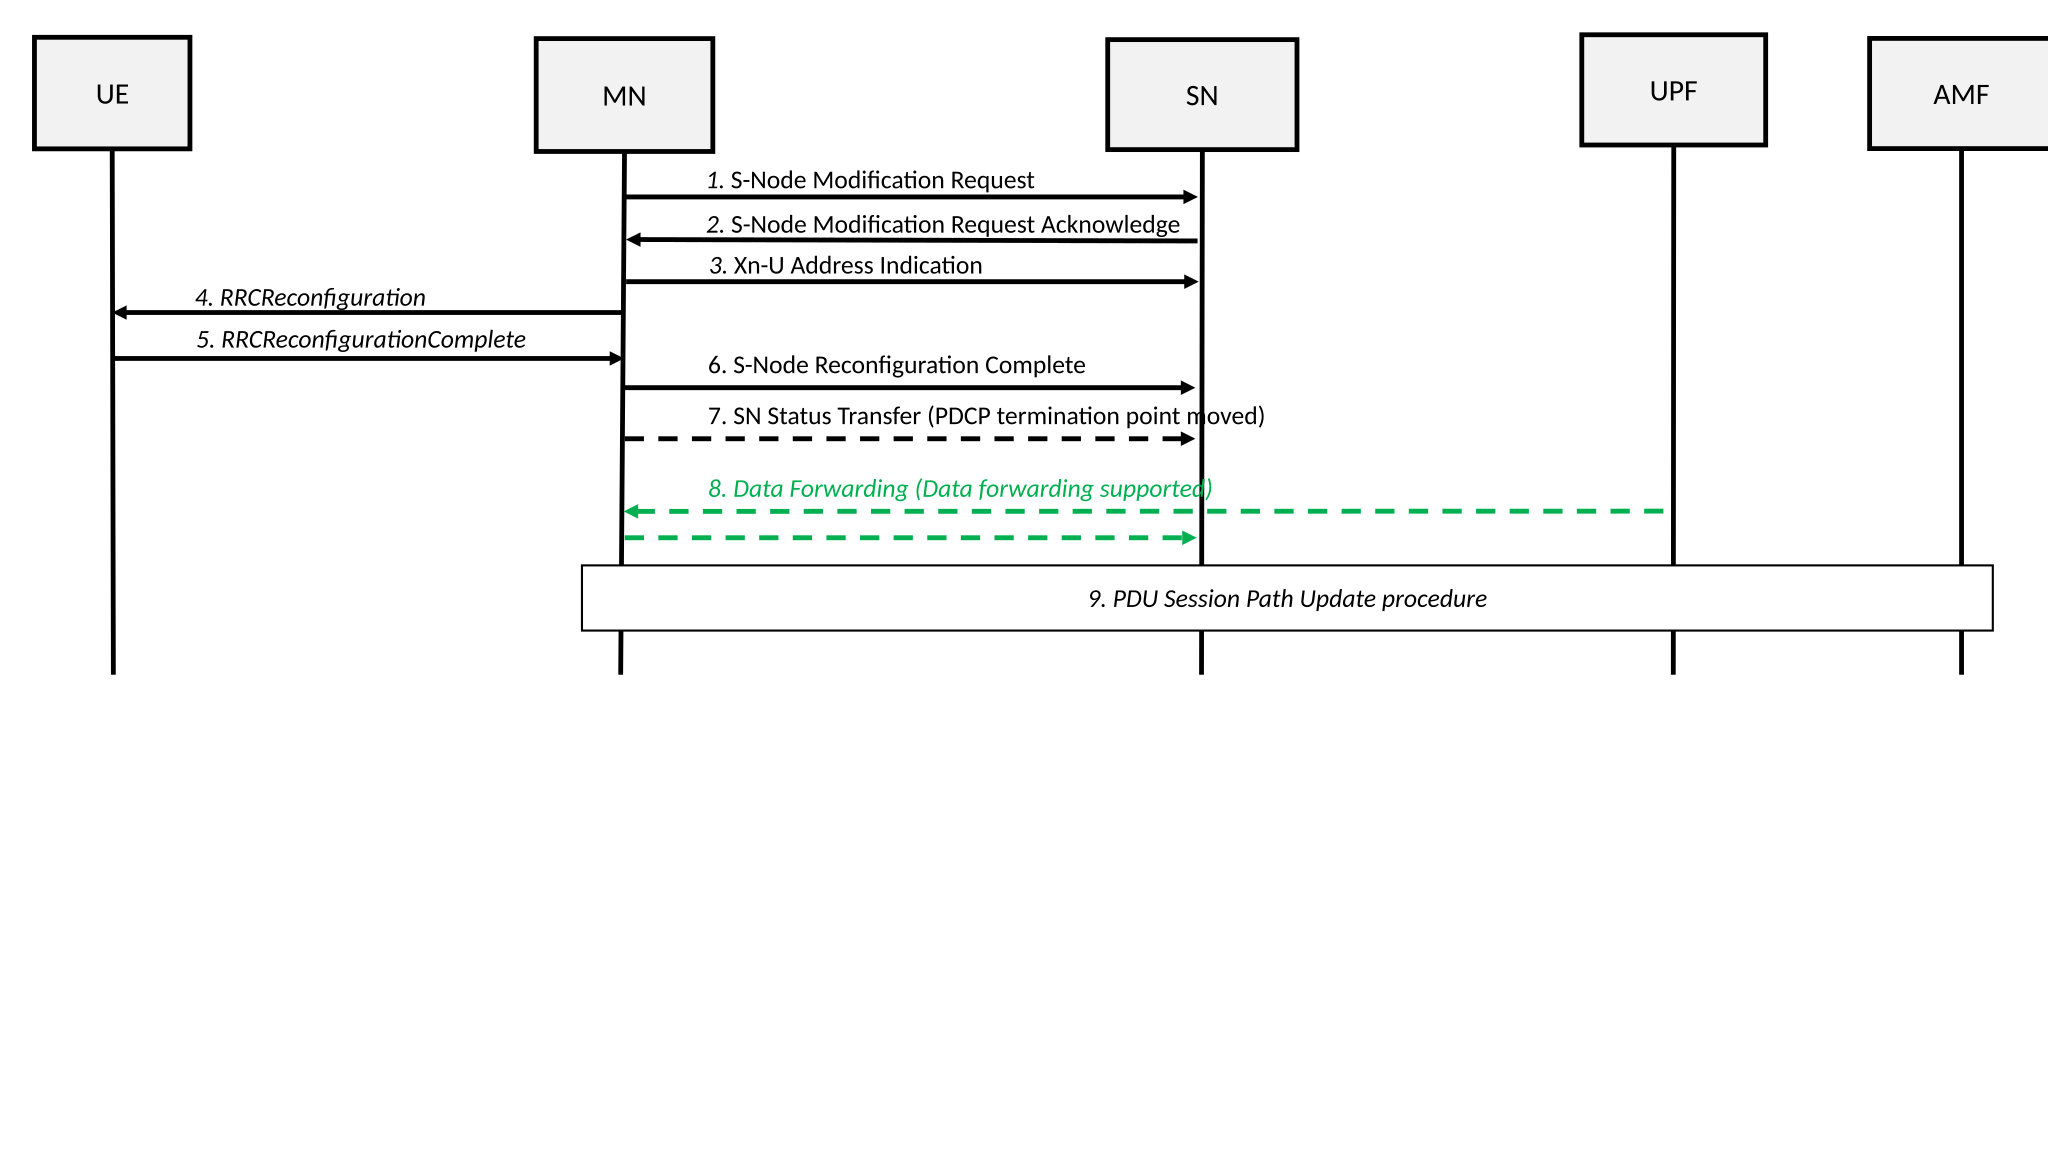 UE
MN
SN
UPF
AMF
1. S-Node Modification Request
2. S-Node Modification Request Acknowledge
3. Xn-U Address Indication
4. RRCReconfiguration
5. RRCReconfigurationComplete
6. S-Node Reconfiguration Complete
7. SN Status Transfer (PDCP termination point moved)
8. Data Forwarding (Data forwarding supported)
9. PDU Session Path Update procedure